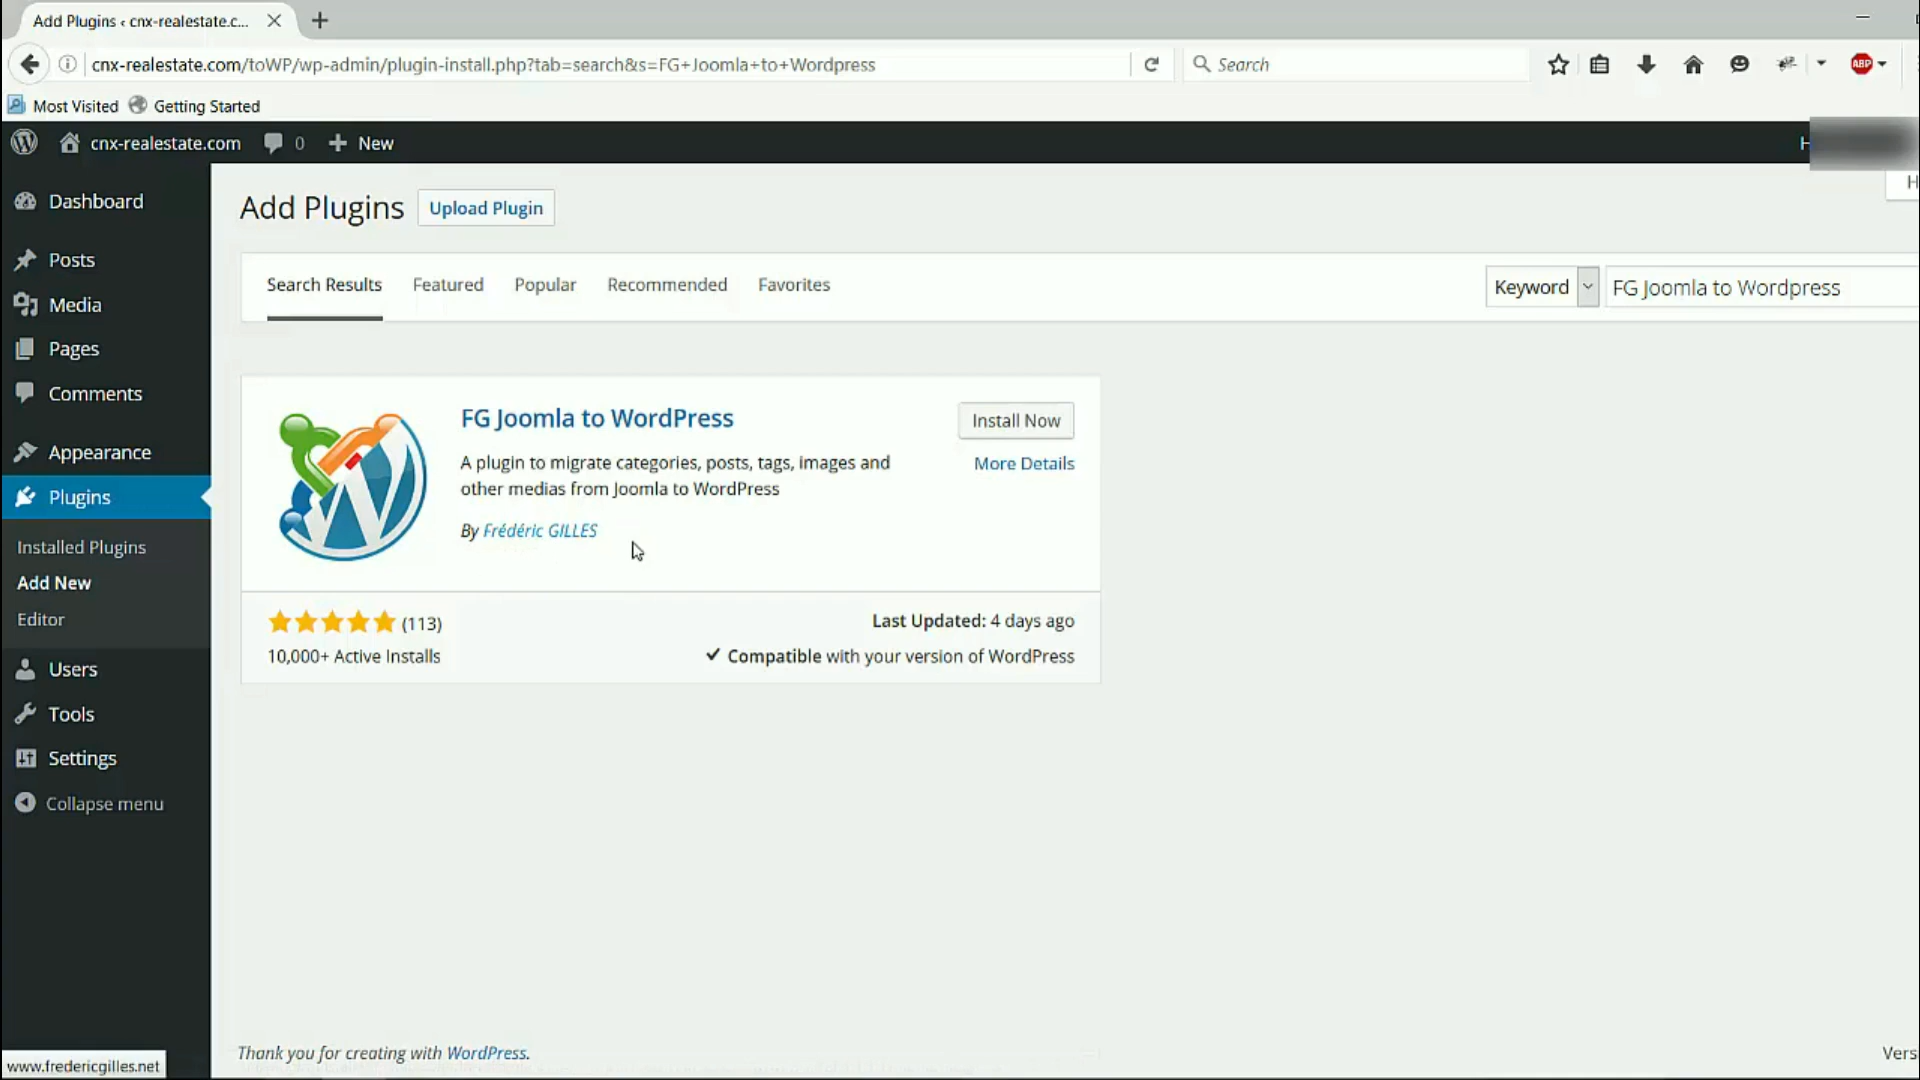 Add Plugins ‹ cnx-realestate.c...
cnx-realestate.com/toWP/wp-admin/plugin-install.php?tab=search&s=FG+Joomla+to+Wordpress
Search
ABP
Most Visited
Getting Started
cnx-realestate.com
0
New
H
H
Dashboard
Posts
Media
Pages
Comments
Appearance
Plugins
Installed Plugins
Add New
Editor
Users
Tools
Settings
Collapse menu
Add Plugins
Upload Plugin
Search Results
Featured
Popular
Recommended
Favorites
Keyword
FG Joomla to Wordpress
FG Joomla to WordPress
Install Now
More Details
A plugin to migrate categories, posts, tags, images and
other medias from Joomla to WordPress
By Frédéric GILLES
(113)
Last Updated: 4 days ago
10,000+ Active Installs
Compatible with your version of WordPress
Thank you for creating with WordPress.
Vers
www.fredericgilles.net